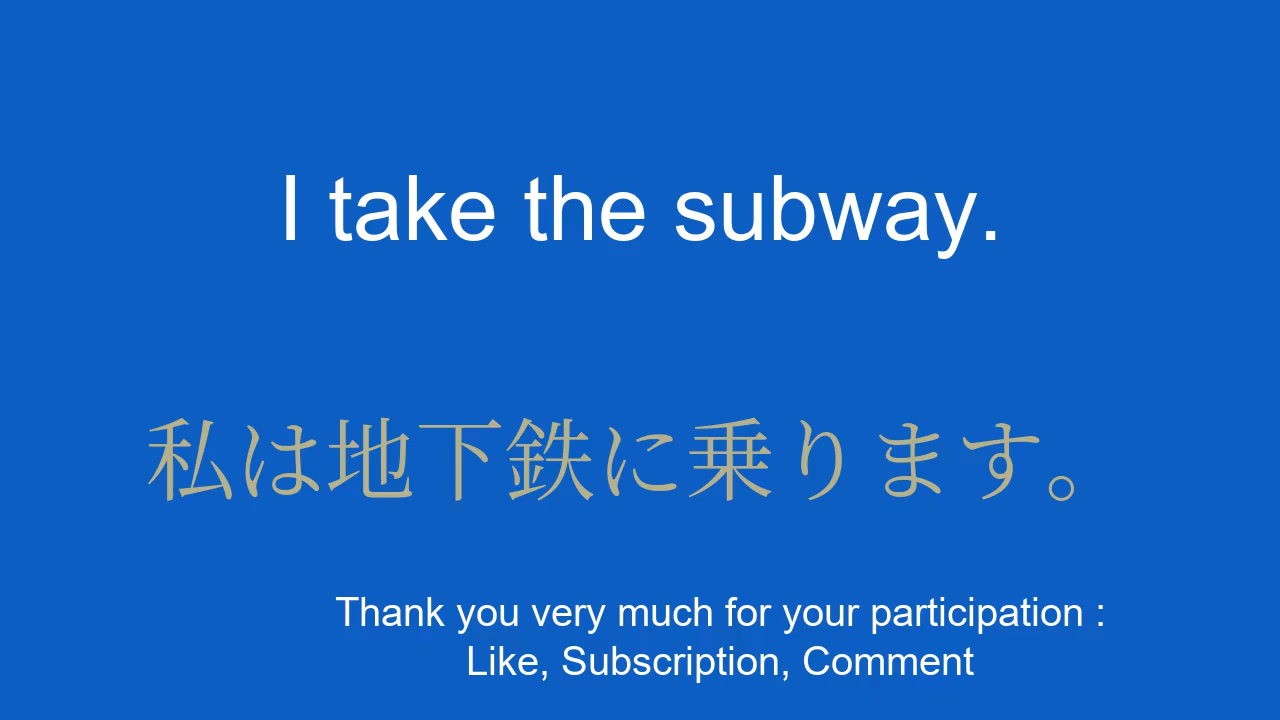 I take the subway.
私は地下鉄に乗ります。
Thank you very much for your participation :
Like, Subscription, Comment